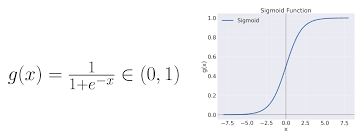 g(x) = \frac{1}{1+e^{-x}} ∈ (0, 1)
Sigmoid Function
Sigmoid
g(x)
1.0
0.8
0.6
0.4
0.2
0.0
−7.5 −5.0 −2.5 0.0 2.5 5.0 7.5
x